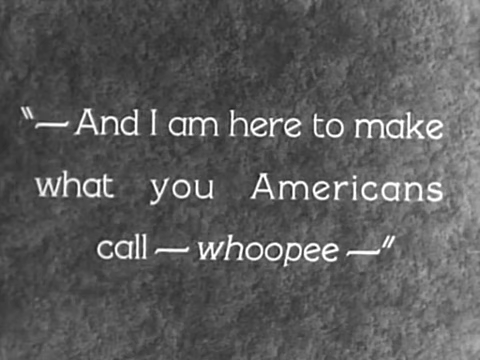 "—And I am here to make
what you Americans
call — whoopee —"